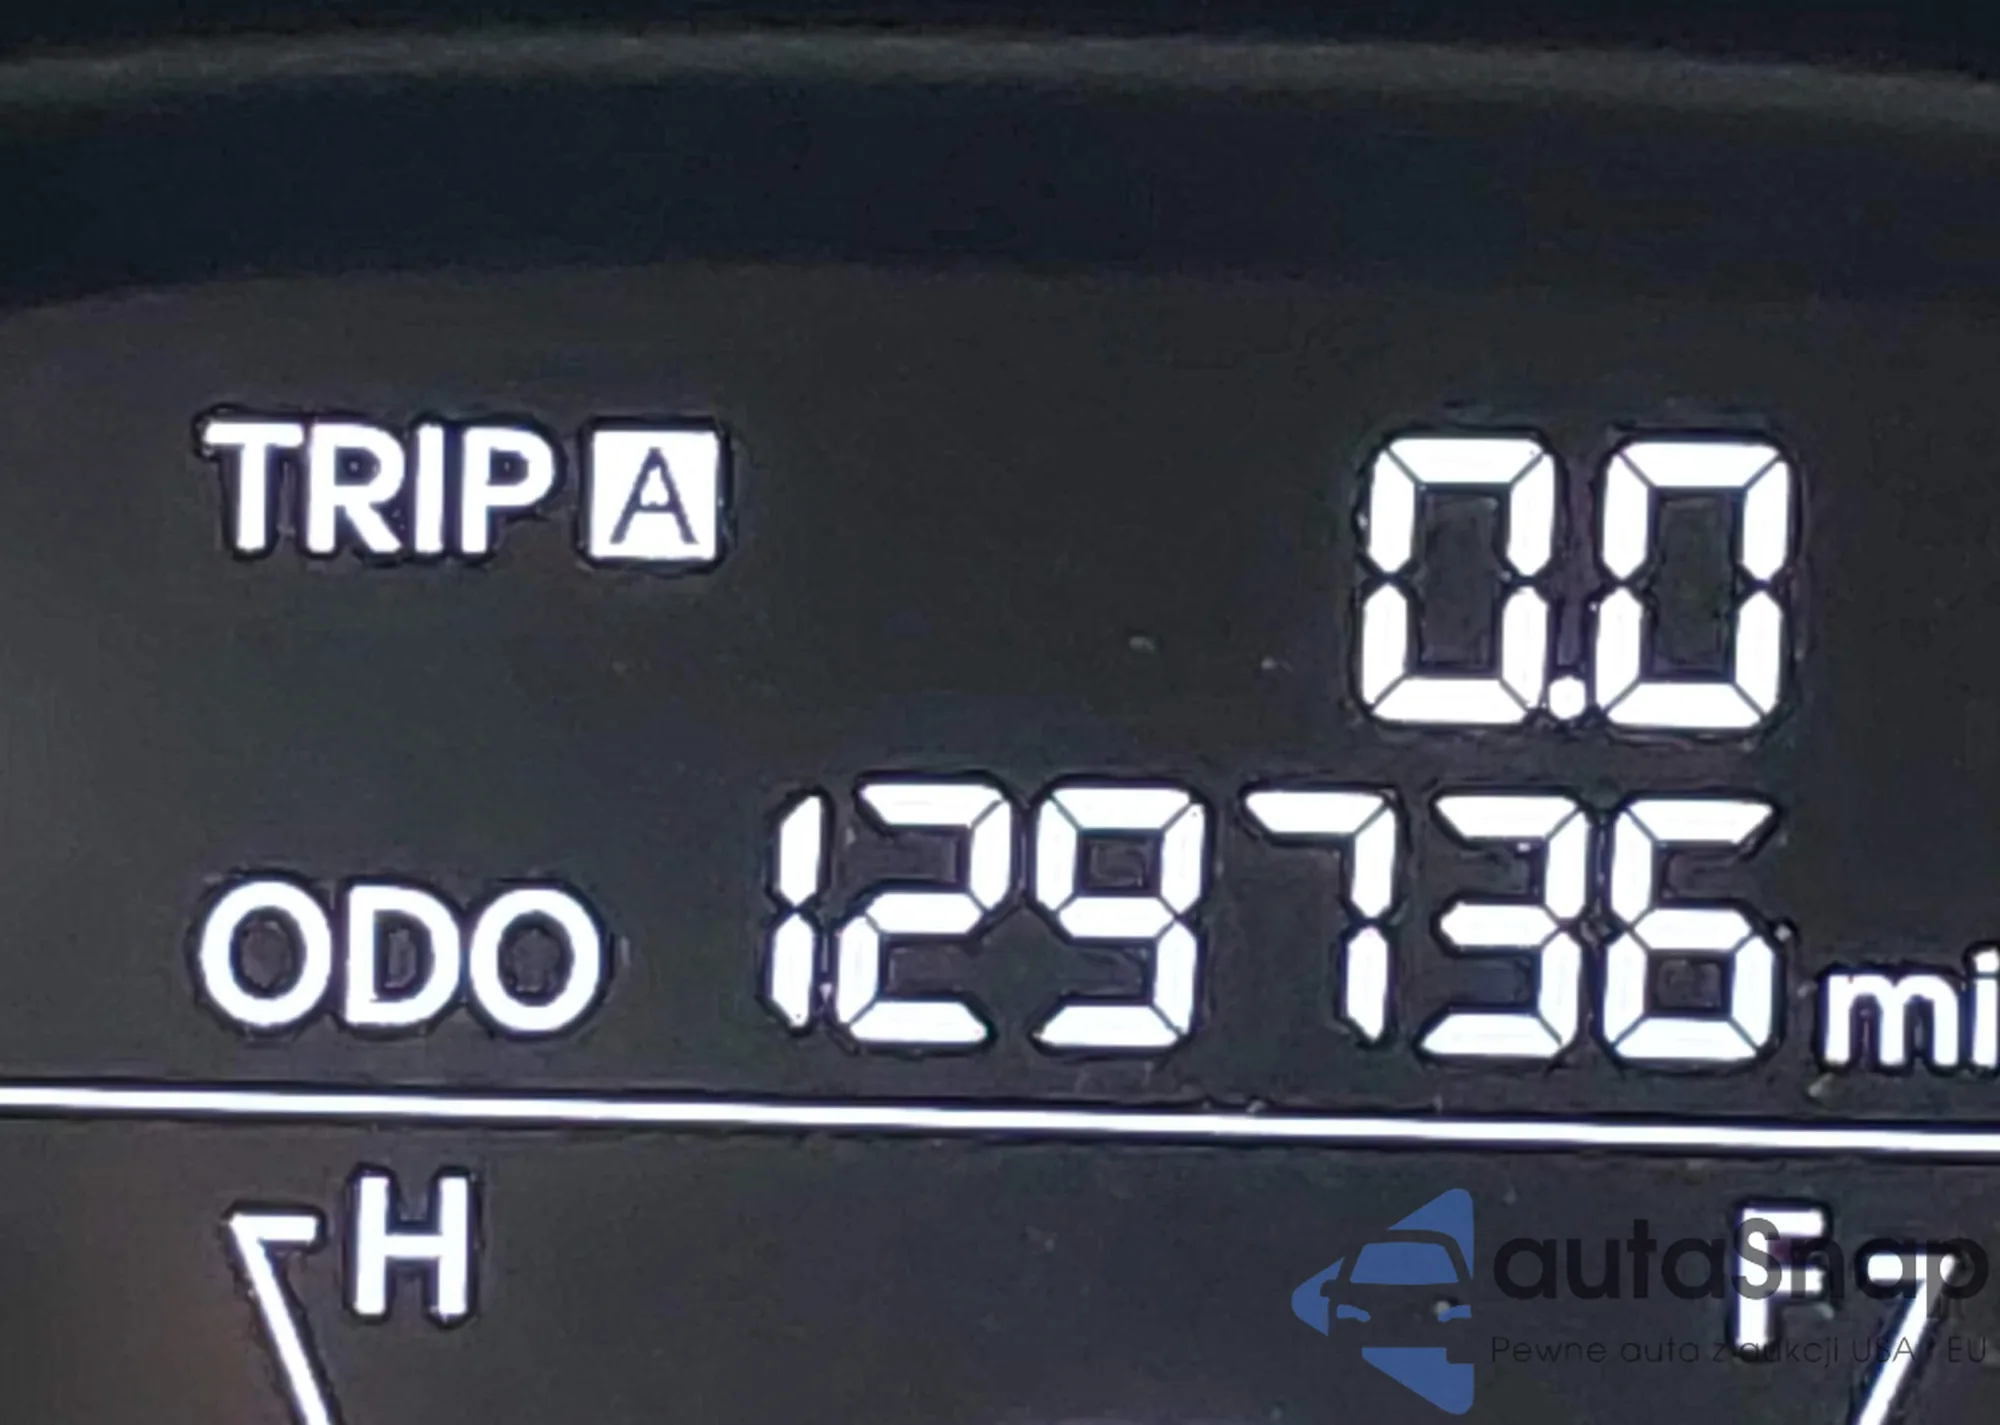 TRIP A 0.0
ODO 129736 mi
H F
autaSnap
Pewne auta z aukcji USA i EU